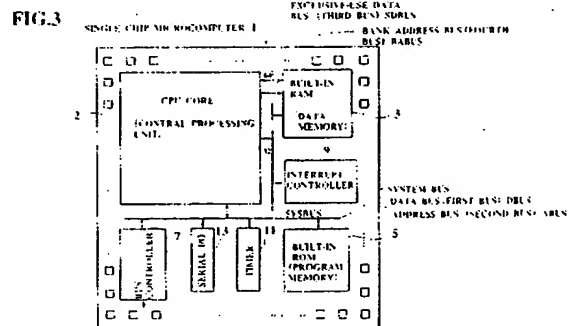 FIG.3
EXCLUSIVE-USE DATA
BUS (THIRD BUS) SDBUS
SINGLE CHIP MICROCOMPUTER 1
BANK ADDRESS BUS (FOURTH
BUS) BABUS
CPU CORE
(CONTRAL PROCESSING
UNIT)
2
BUILT-IN
RAM
(DATA
MEMORY)
3
9
INTERRUPT
CONTROLLER
SYSTEM BUS
DATA BUS (FIRST BUS) DBUS
ADDRESS BUS (SECOND BUS) ABUS
SYSBUS
7
BUS
CONTROLLER
13
SERIAL I/O
11
TIMER
BUILT-IN
ROM
(PROGRAM
MEMORY)
5